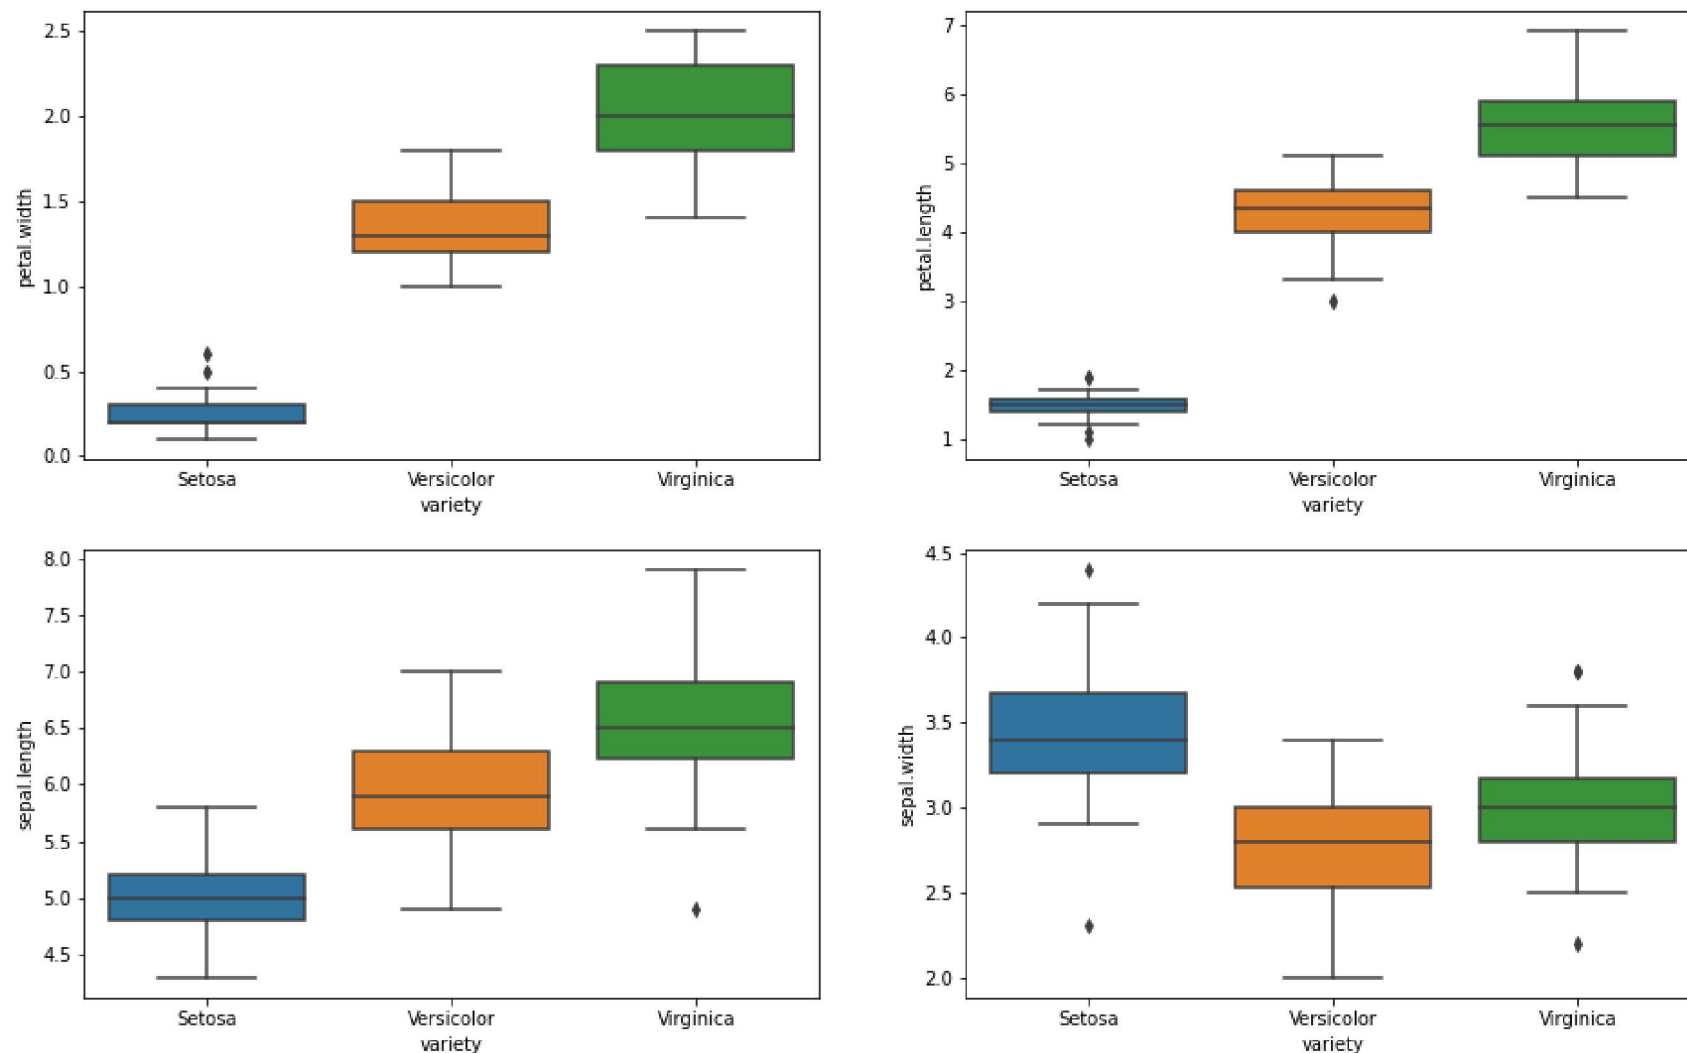 petal.width
2.5
2.0
1.5
1.0
0.5
0.0
Setosa Versicolor Virginica
variety
petal.length
7
6
5
4
3
2
1
Setosa Versicolor Virginica
variety
sepal.length
8.0
7.5
7.0
6.5
6.0
5.5
5.0
4.5
Setosa Versicolor Virginica
variety
sepal.width
4.5
4.0
3.5
3.0
2.5
2.0
Setosa Versicolor Virginica
variety